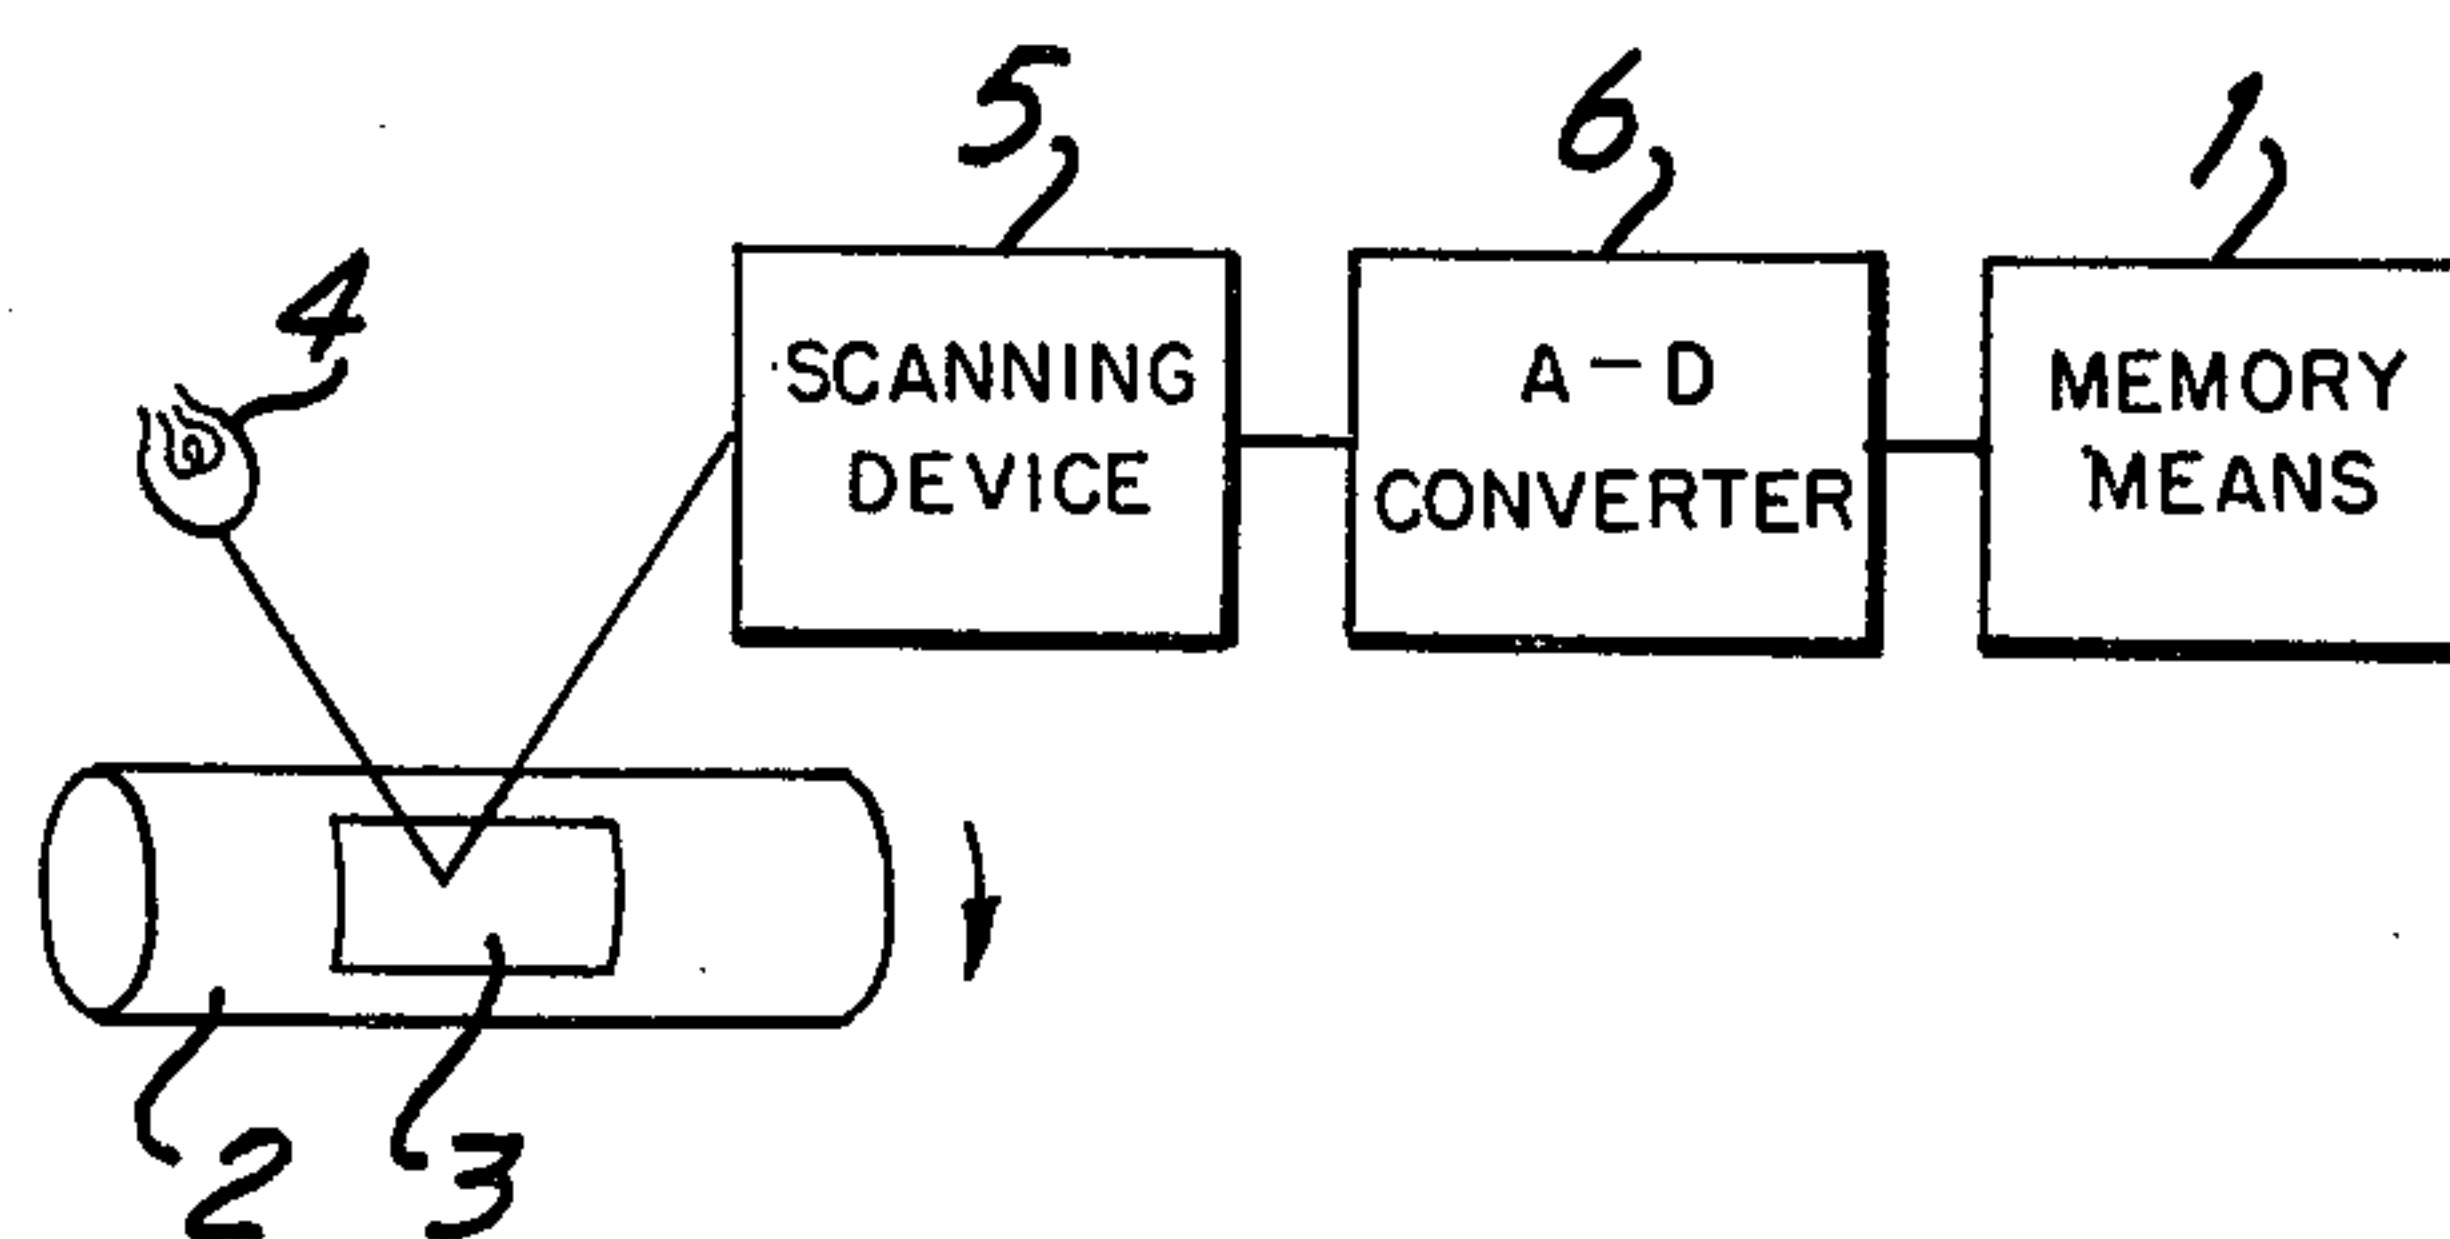 5
6
1
4
SCANNING
DEVICE
A-D
CONVERTER
MEMORY
MEANS
2
3